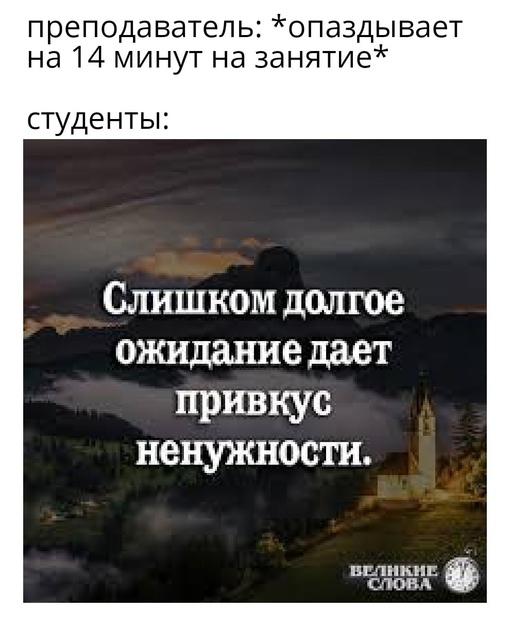 преподаватель: *опаздывает
на 14 минут на занятие*
студенты:
Слишком долгое
ожидание дает
привкус
ненужности.
ВЕЛИКИЕ
СЛОВА